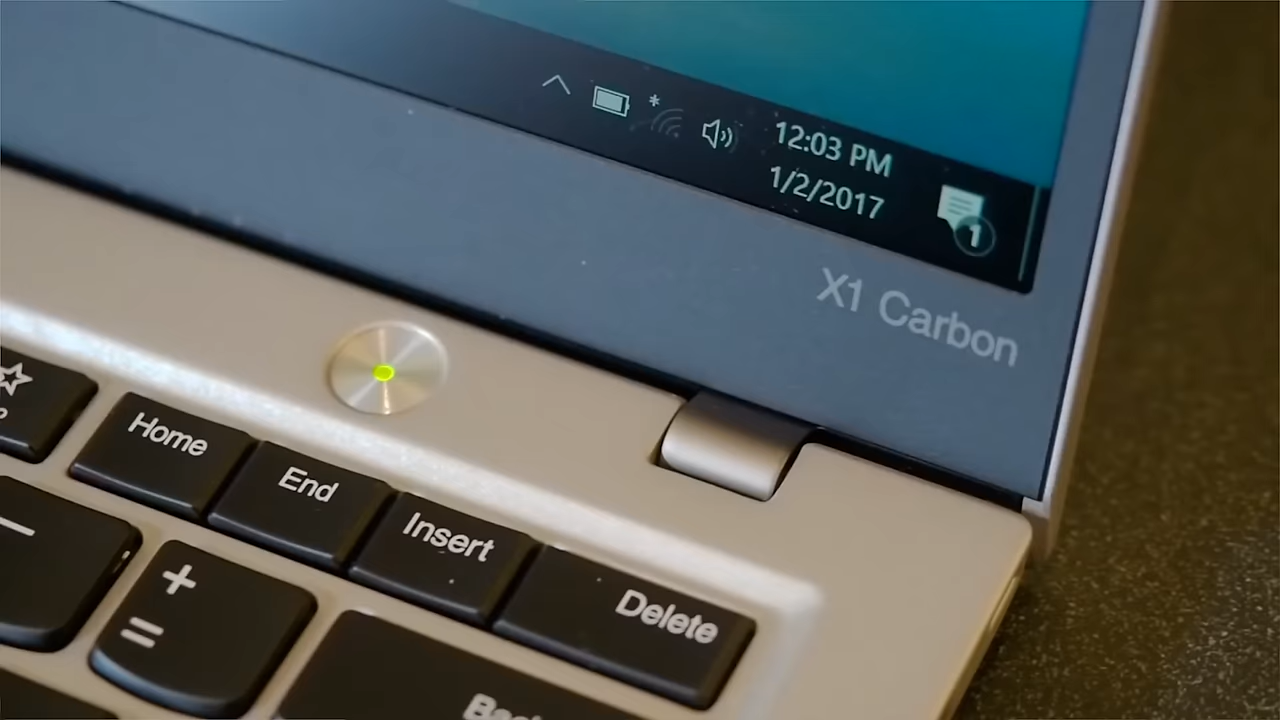 12:03 PM
1/2/2017
1
X1 Carbon
Home
End
Insert
Delete
+
=